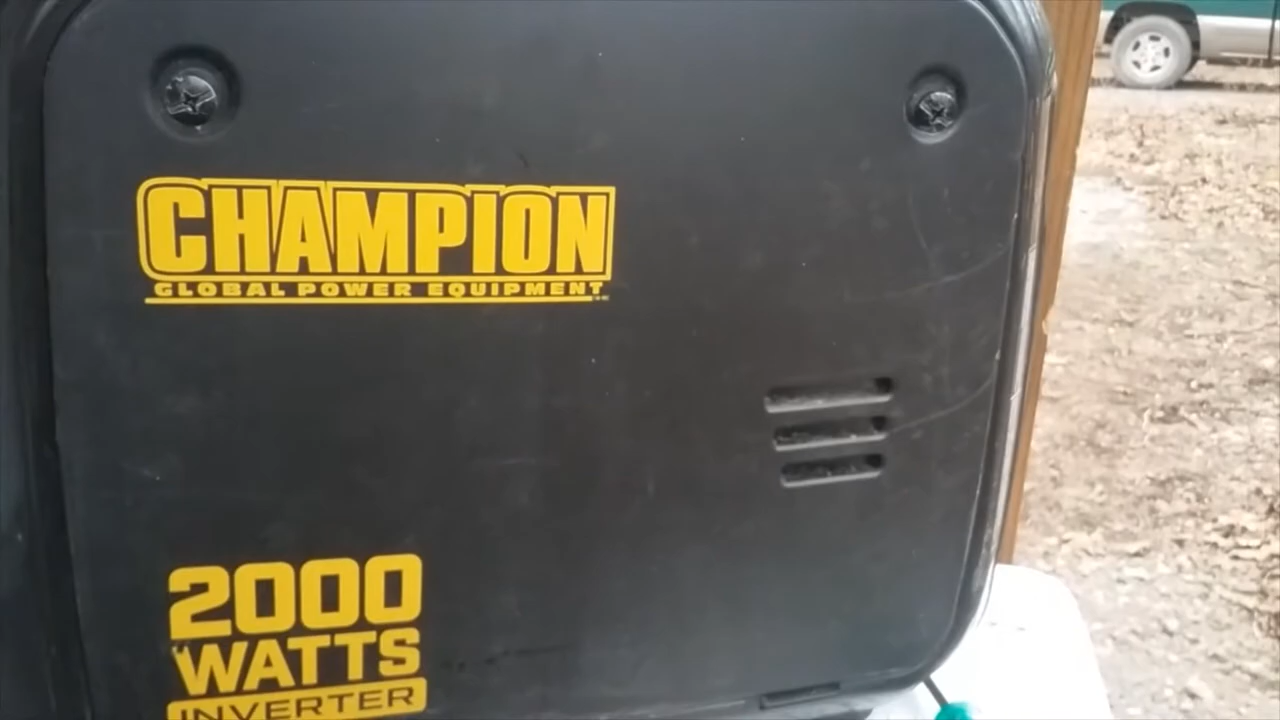 CHAMPION
GLOBAL POWER EQUIPMENT
2000
WATTS
INVERTER